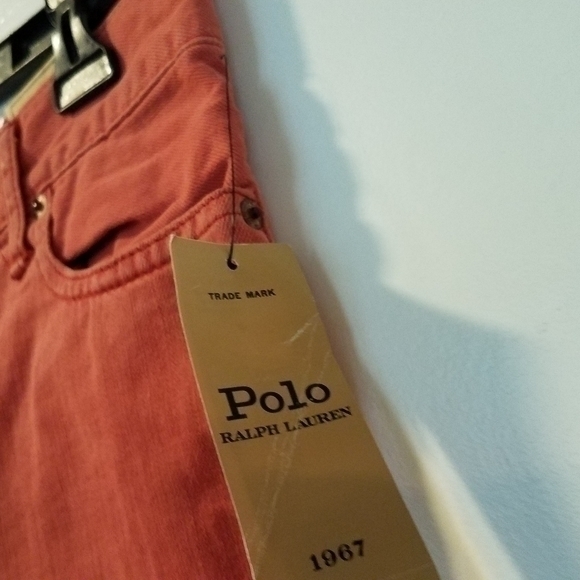 TRADE MARK
Polo
RALPH LAUREN
1967